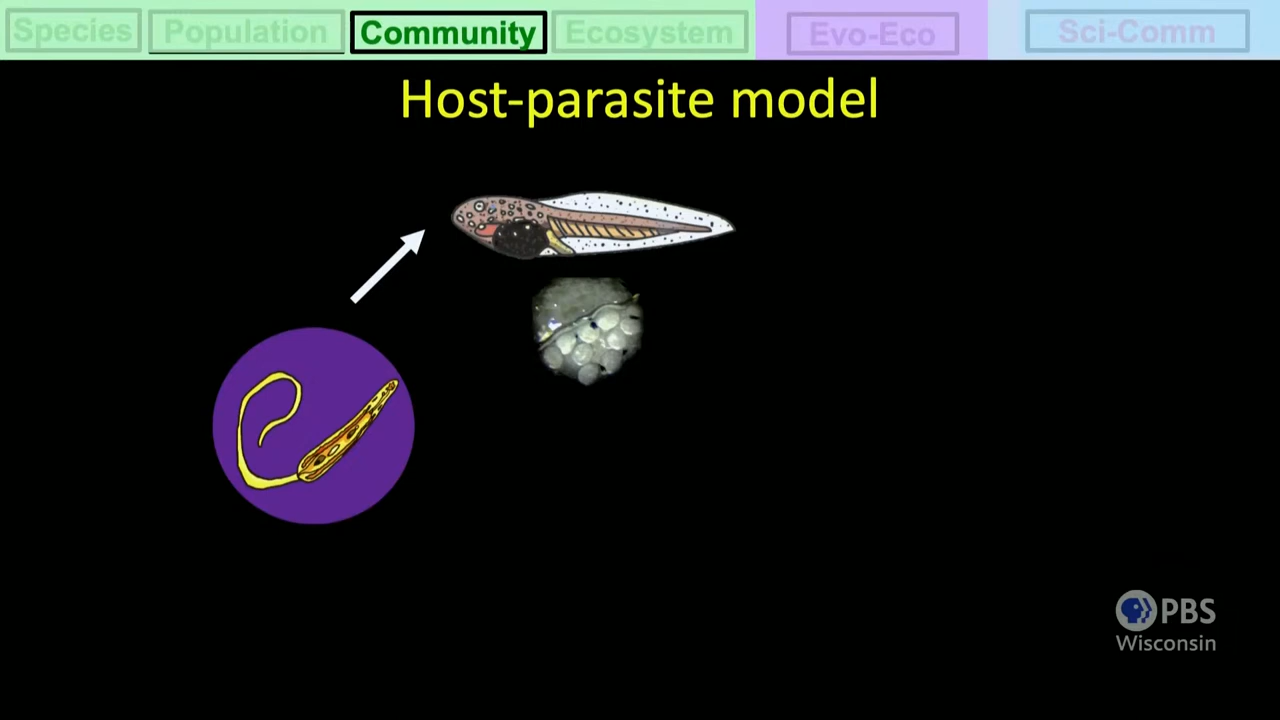 Species Population Community Ecosystem Evo-Eco Sci-Comm
Host-parasite model
PBS
Wisconsin